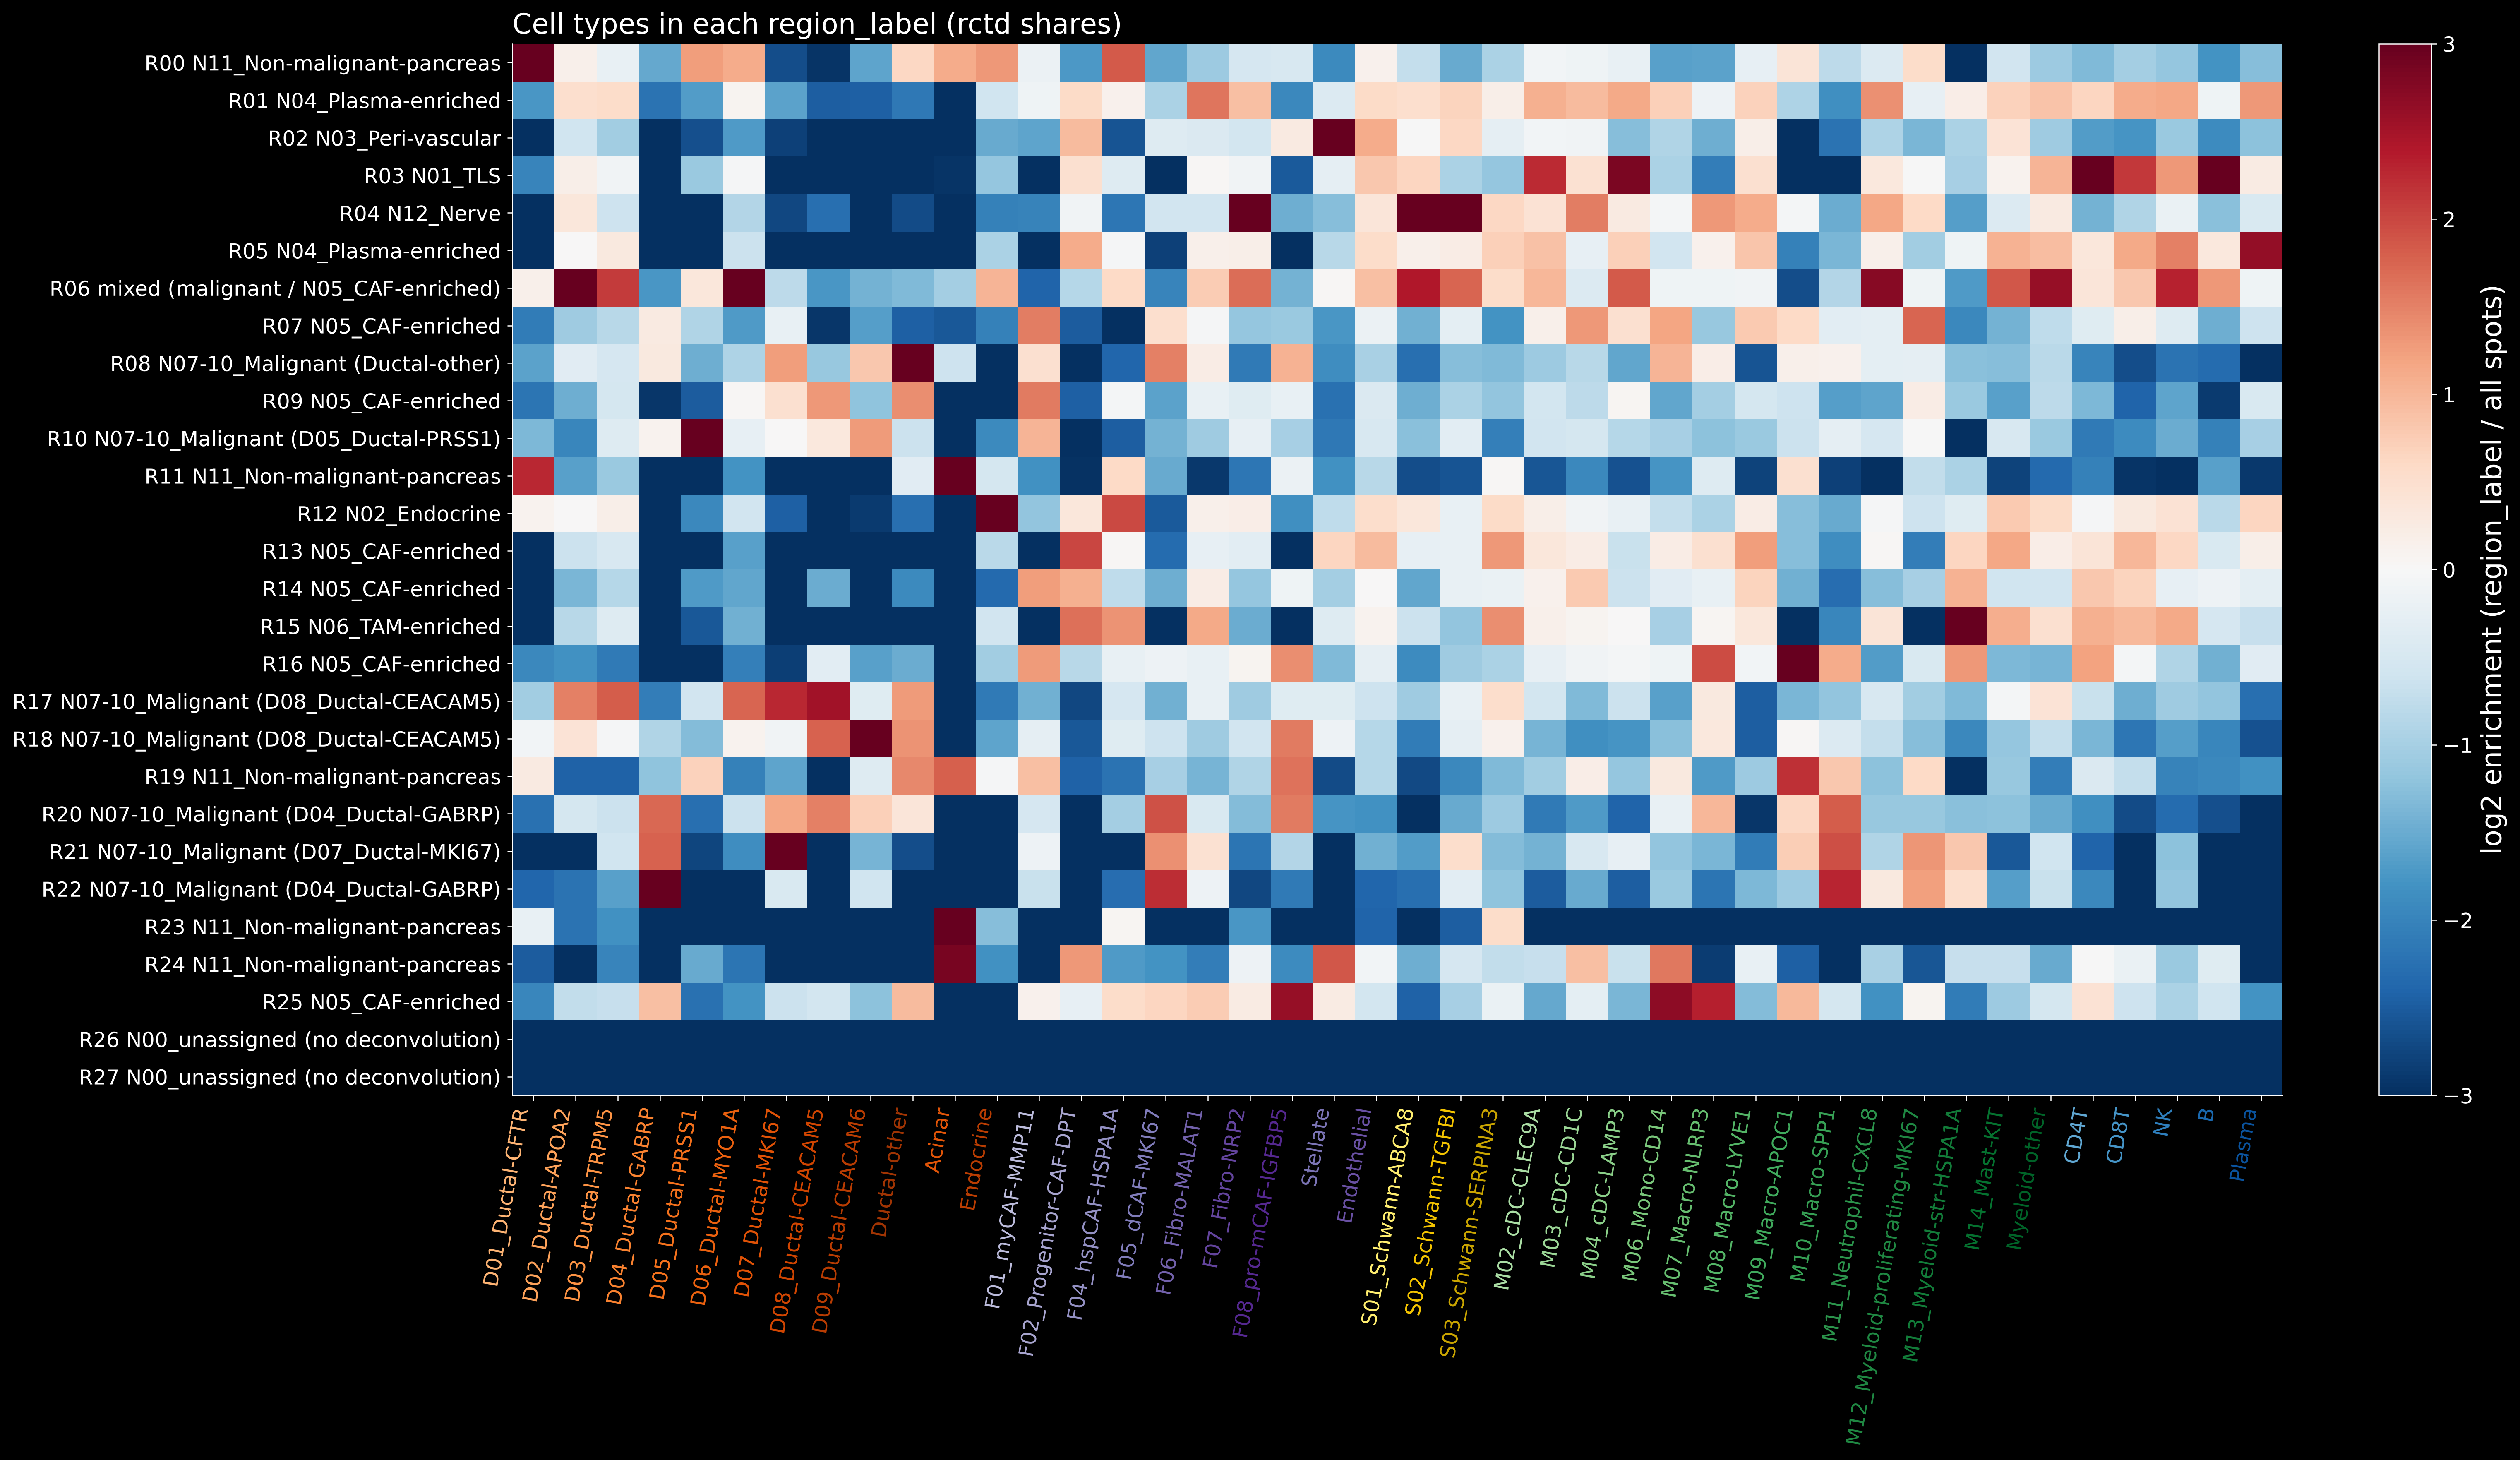 Cell types in each region_label (rctd shares)
R00 N11_Non-malignant-pancreas
R01 N04_Plasma-enriched
R02 N03_Peri-vascular
R03 N01_TLS
R04 N12_Nerve
R05 N04_Plasma-enriched
R06 mixed (malignant / N05_CAF-enriched)
R07 N05_CAF-enriched
R08 N07-10_Malignant (Ductal-other)
R09 N05_CAF-enriched
R10 N07-10_Malignant (D05_Ductal-PRSS1)
R11 N11_Non-malignant-pancreas
R12 N02_Endocrine
R13 N05_CAF-enriched
R14 N05_CAF-enriched
R15 N06_TAM-enriched
R16 N05_CAF-enriched
R17 N07-10_Malignant (D08_Ductal-CEACAM5)
R18 N07-10_Malignant (D08_Ductal-CEACAM5)
R19 N11_Non-malignant-pancreas
R20 N07-10_Malignant (D04_Ductal-GABRP)
R21 N07-10_Malignant (D07_Ductal-MKI67)
R22 N07-10_Malignant (D04_Ductal-GABRP)
R23 N11_Non-malignant-pancreas
R24 N11_Non-malignant-pancreas
R25 N05_CAF-enriched
R26 N00_unassigned (no deconvolution)
R27 N00_unassigned (no deconvolution)
D01_Ductal-CFTR
D02_Ductal-APOA2
D03_Ductal-TRPM5
D04_Ductal-GABRP
D05_Ductal-PRSS1
D06_Ductal-MYO1A
D07_Ductal-MKI67
D08_Ductal-CEACAM5
D09_Ductal-CEACAM6
Ductal-other
Acinar
Endocrine
F01_myCAF-MMP11
F02_Progenitor-CAF-DPT
F04_hspCAF-HSPA1A
F05_dCAF-MKI67
F06_Fibro-MALAT1
F07_Fibro-NRP2
F08_pro-mCAF-IGFBP5
Stellate
Endothelial
S01_Schwann-ABCA8
S02_Schwann-TGFBI
S03_Schwann-SERPINA3
M02_cDC-CLEC9A
M03_cDC-CD1C
M04_cDC-LAMP3
M06_Mono-CD14
M07_Macro-NLRP3
M08_Macro-LYVE1
M09_Macro-APOC1
M10_Macro-SPP1
M11_Neutrophil-CXCL8
M12_Myeloid-proliferating-MKI67
M13_Myeloid-str-HSPA1A
M14_Mast-KIT
Myeloid-other
CD4T
CD8T
NK
B
Plasma
3
2
1
0
−1
−2
−3
log2 enrichment (region_label / all spots)